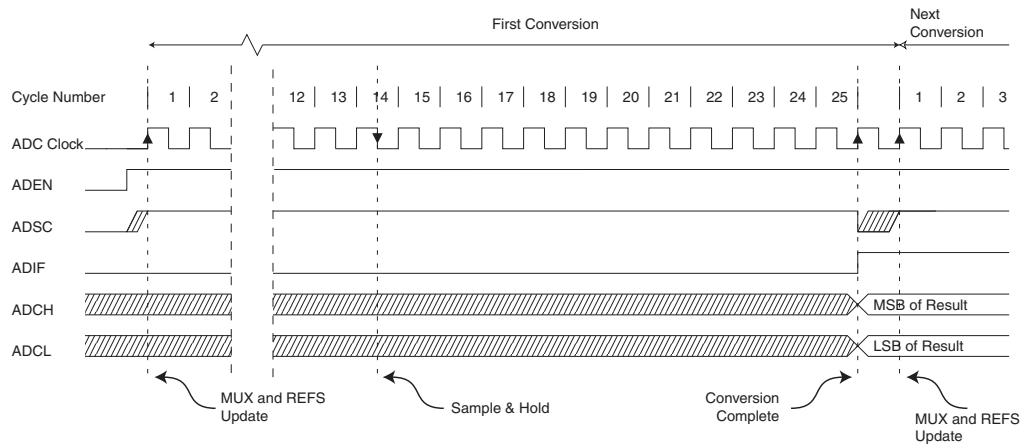 First Conversion
Next
Conversion
Cycle Number
1 2 12 13 14 15 16 17 18 19 20 21 22 23 24 25 1 2 3
ADC Clock
ADEN
ADSC
ADIF
ADCH
MSB of Result
ADCL
LSB of Result
MUX and REFS
Update
Sample & Hold
Conversion
Complete
MUX and REFS
Update